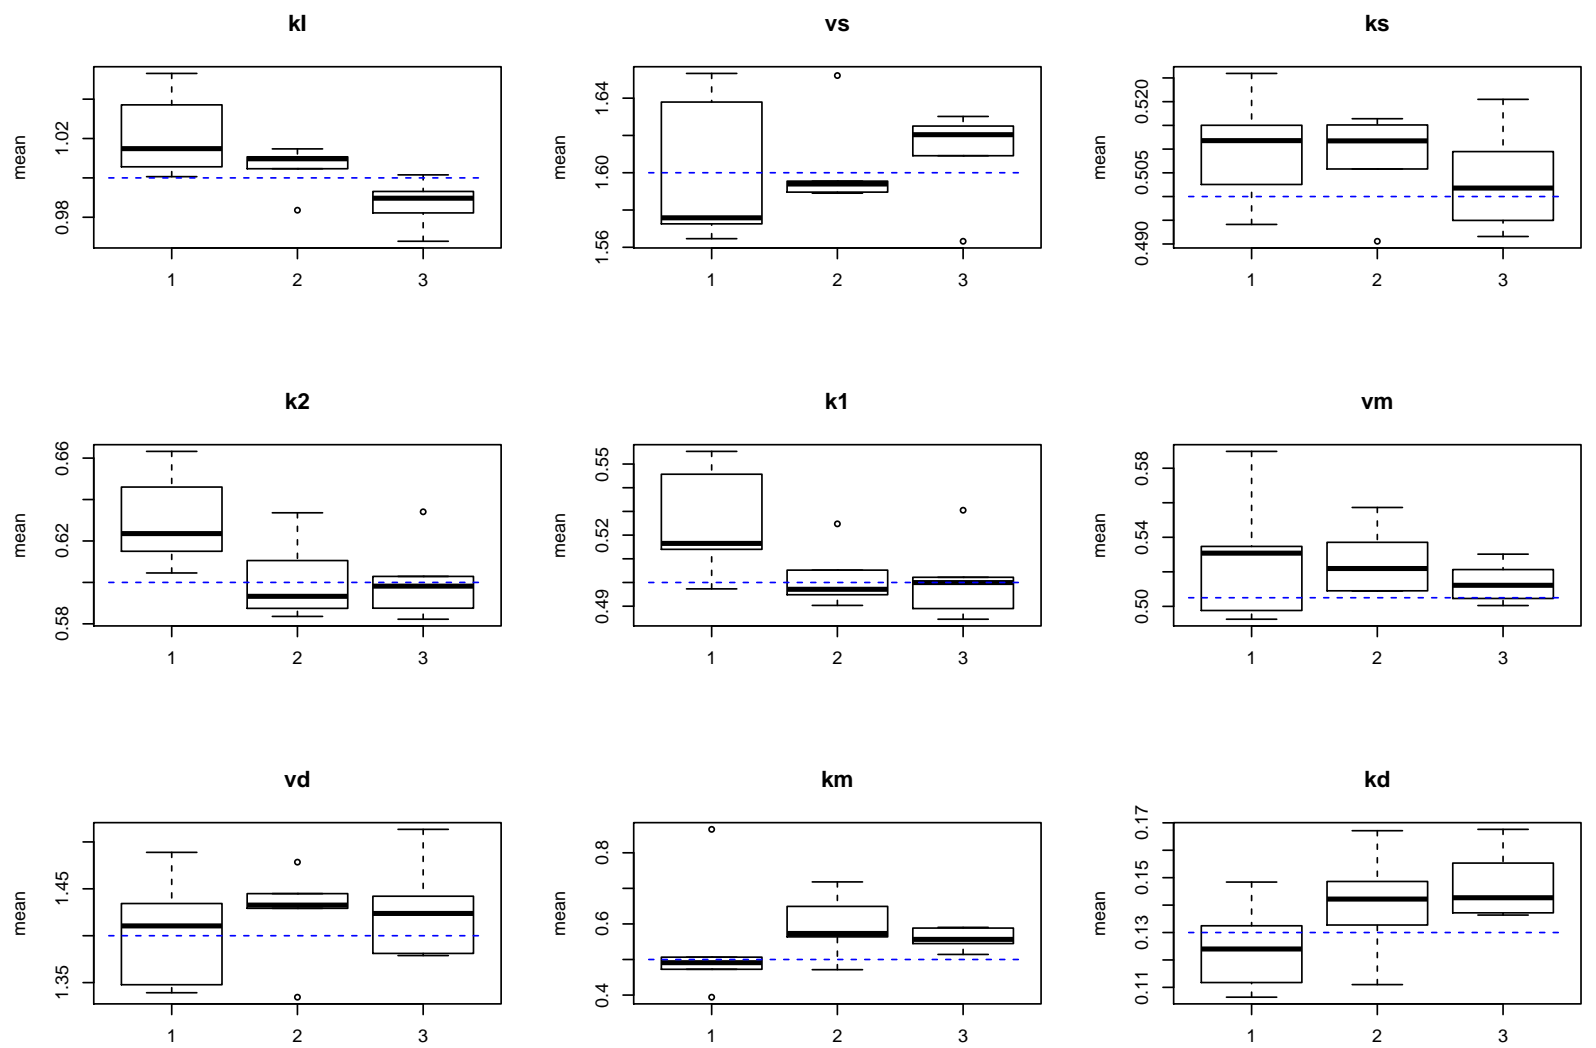 kl vs ks
mean 0.98 1.02 1 2 3
mean 1.56 1.60 1.64 1 2 3
mean 0.490 0.505 0.520 1 2 3
k2 k1 vm
mean 0.58 0.62 0.66 1 2 3
mean 0.49 0.52 0.55 1 2 3
mean 0.50 0.54 0.58 1 2 3
vd km kd
mean 1.35 1.45 1 2 3
mean 0.4 0.6 0.8 1 2 3
mean 0.11 0.13 0.15 0.17 1 2 3